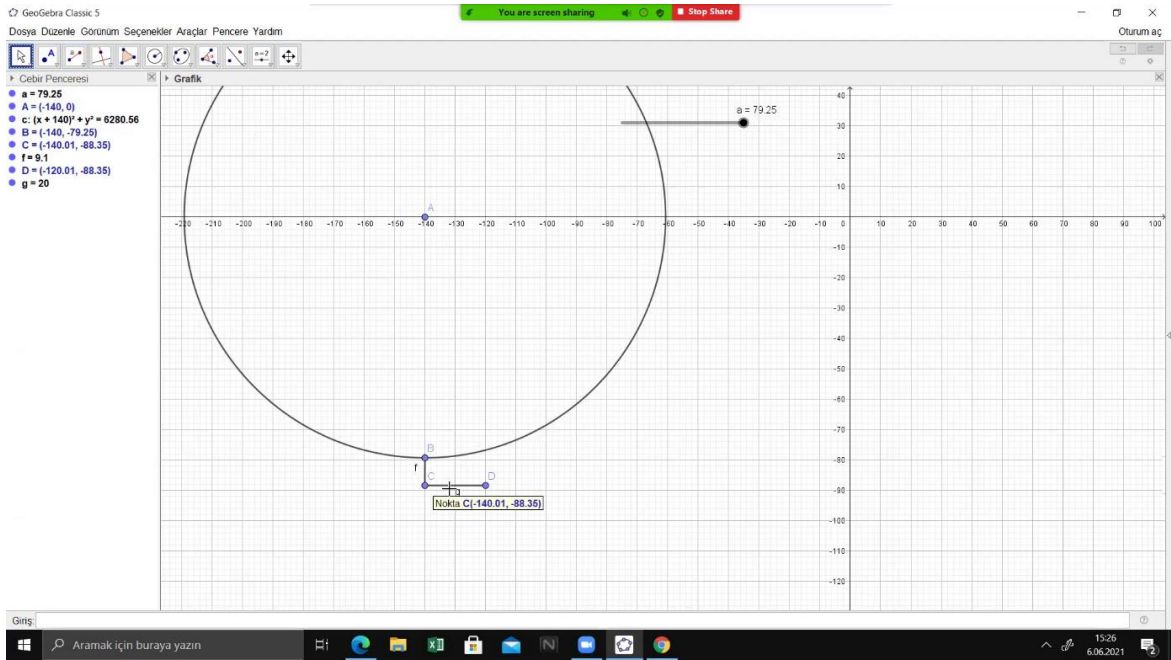 GeoGebra Classic 5
You are screen sharing
Stop Share
Dosya Düzenle Görünüm Seçenekler Araçlar Pencere Yardım
Oturum aç
a=2
Cebir Penceresi
Grafik
a = 79.25
A = (-140, 0)
c: (x + 140)² + y² = 6280.56
B = (-140, -79.25)
C = (-140.01, -88.35)
f = 9.1
D = (-120.01, -88.35)
g = 20
a = 79.25
40
30
20
10
A
-220 -210 -200 -190 -180 -170 -160 -150 -140 -130 -120 -110 -100 -90 -80 -70 -60 -50 -40 -30 -20 -10 0 10 20 30 40 50 60 70 80 90 100
-10
-20
-30
-40
-50
-60
-70
B
-80
f
C D
-90
Nokta C(-140.01, -88.35)
-100
-110
-120
Giriş:
Aramak için buraya yazın
15:26
6.06.2021
2